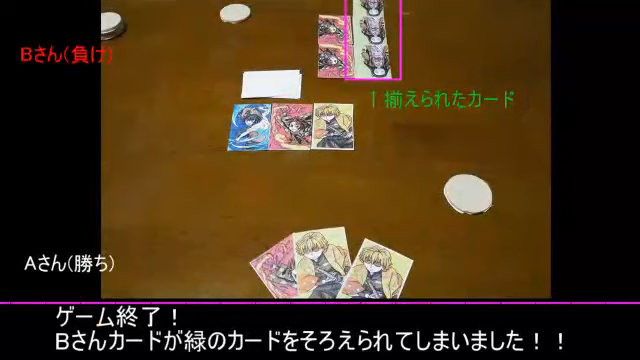 Bさん(負け)
↑揃えられたカード
Aさん(勝ち)
ゲーム終了！
Bさんカードが緑のカードをそろえられてしまいました！！